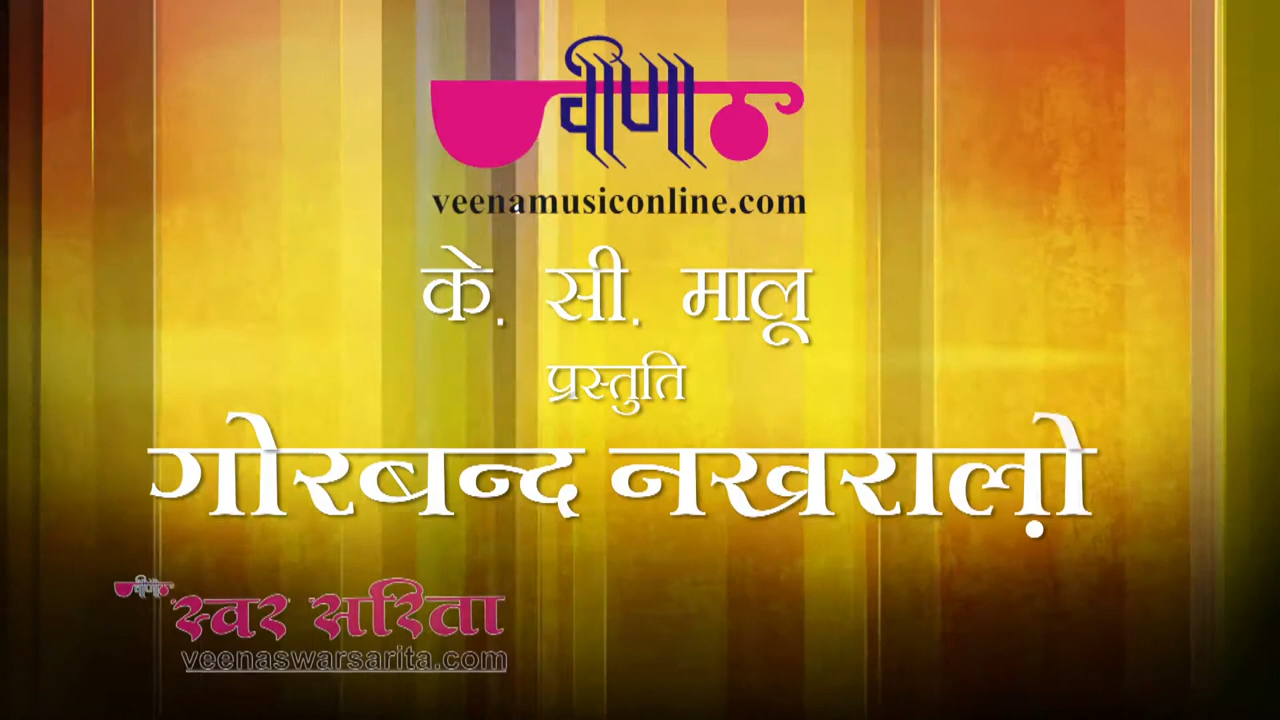 वीणा
veenamusiconline.com
के. सी. मालू
प्रस्तुति
गोरबन्द नखराल़ो
वीणा
स्वर सरिता
veenaswarsarita.com